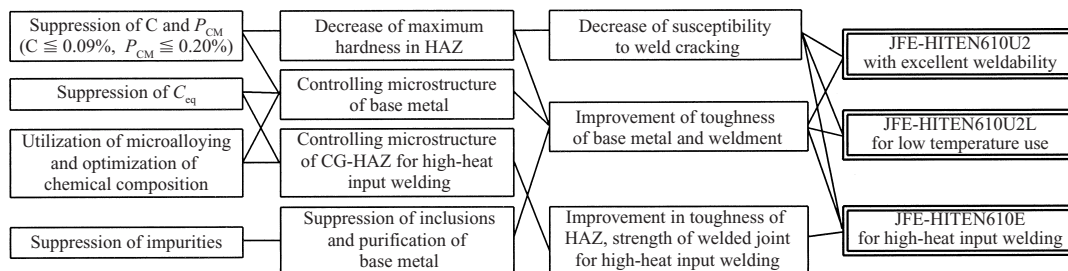 Suppression of C and P_CM
(C ≦ 0.09%, P_CM ≦ 0.20%)
Suppression of C_eq
Utilization of microalloying
and optimization of
chemical composition
Suppression of impurities
Decrease of maximum
hardness in HAZ
Controlling microstructure
of base metal
Controlling microstructure
of CG-HAZ for high-heat
input welding
Suppression of inclusions
and purification of
base metal
Decrease of susceptibility
to weld cracking
Improvement of toughness
of base metal and weldment
Improvement in toughness of
HAZ, strength of welded joint
for high-heat input welding
JFE-HITEN610U2
with excellent weldability
JFE-HITEN610U2L
for low temperature use
JFE-HITEN610E
for high-heat input welding